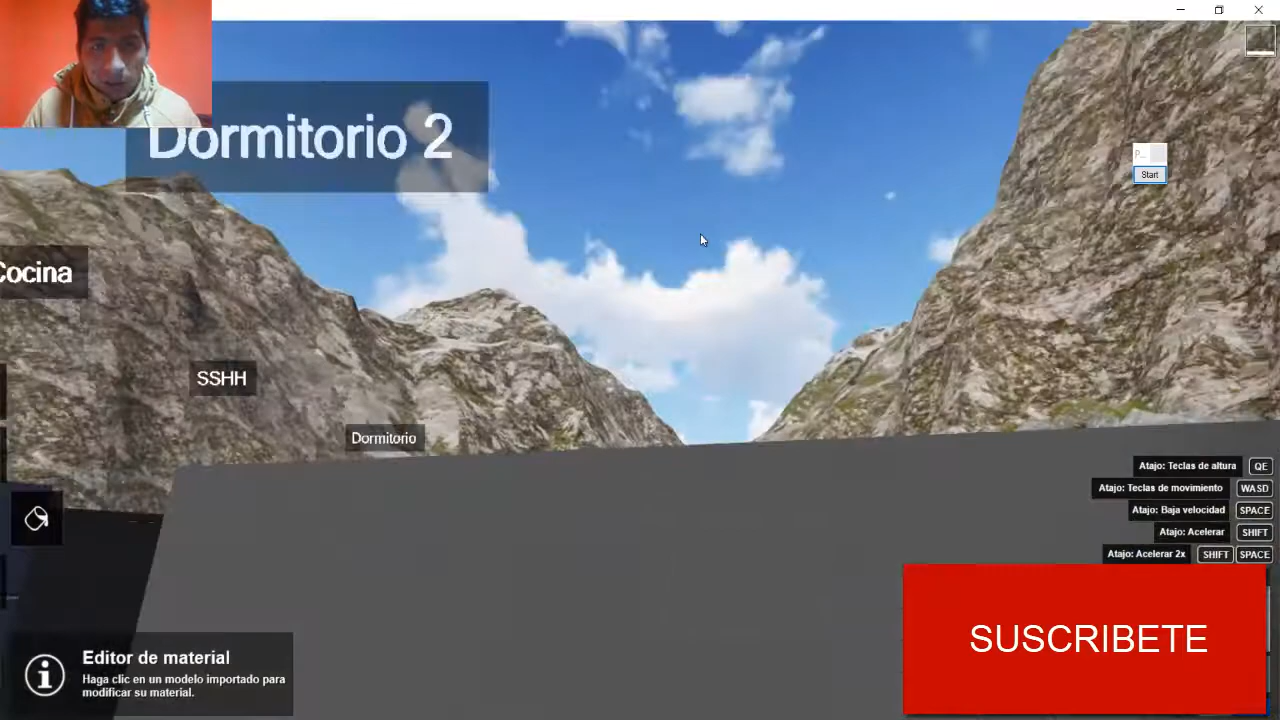 Dormitorio 2
Cocina
P...
Start
SSHH
Dormitorio
Atajo: Teclas de altura QE
Atajo: Teclas de movimiento WASD
Atajo: Baja velocidad SPACE
Atajo: Acelerar SHIFT
Atajo: Acelerar 2x SHIFT SPACE
SUSCRIBETE
Editor de material
Haga clic en un modelo importado para
modificar su material.